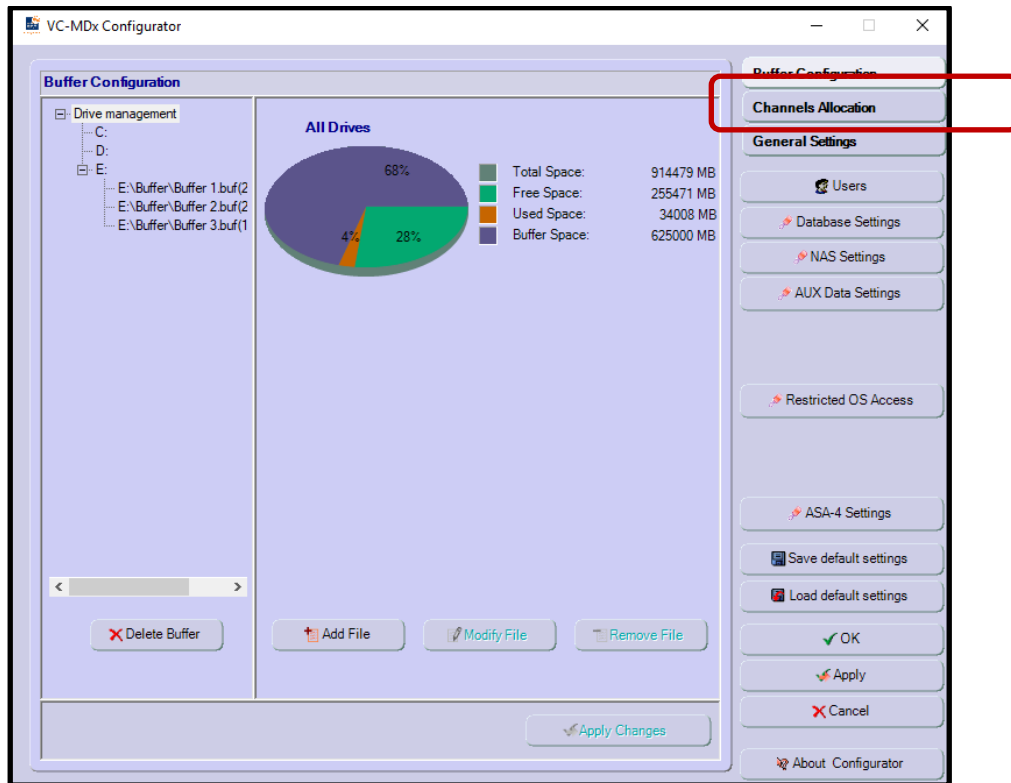 VC-MDx Configurator
Buffer Configuration
Drive management
C:
D:
E:
E:\Buffer\Buffer 1.buf(2
E:\Buffer\Buffer 2.buf(2
E:\Buffer\Buffer 3.buf(1
Delete Buffer
All Drives
68%
4%
28%
Total Space: 914479 MB
Free Space: 255471 MB
Used Space: 34008 MB
Buffer Space: 625000 MB
Add File
Modify File
Remove File
Apply Changes
Buffer Configuration
Channels Allocation
General Settings
Users
Database Settings
NAS Settings
AUX Data Settings
Restricted OS Access
ASA-4 Settings
Save default settings
Load default settings
OK
Apply
Cancel
About Configurator